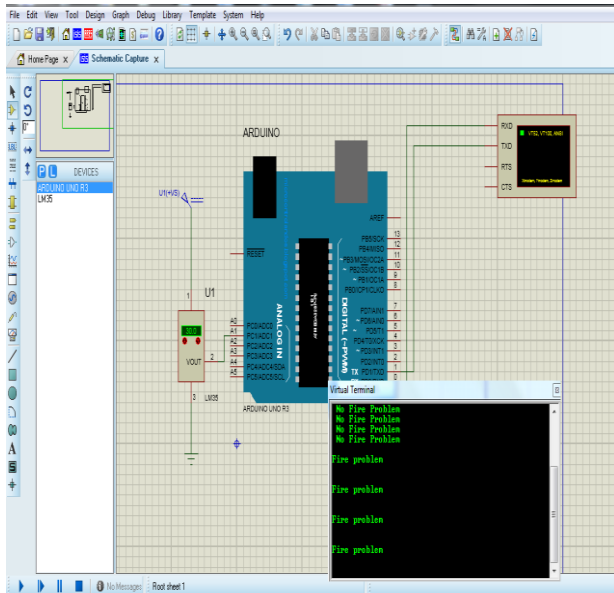 File Edit View Tool Design Graph Debug Library Template System Help
Home Page x
Schematic Capture x
0°
P L DEVICES
ARDUINO UNO R3
LM35
ARDUINO
U1(+VS)
RESET
AREF
13
PB5/SCK
12
PB4/MISO
11
~PB3/MOSI/OC2A
10
~PB2/SS/OC1B
9
~PB1/OC1A
8
PB0/ICP1/CLKO
7
PD7/AIN1
6
~PD6/AIN0
5
~PD5/T1
4
PD4/T0/XCK
3
~PD3/INT1
2
PD2/INT0
1
TX PD1/TXD
0
ANALOG IN
DIGITAL (~PWM)
A0
PC0/ADC0
A1
PC1/ADC1
A2
PC2/ADC2
A3
PC3/ADC3
A4
PC4/ADC4/SDA
A5
PC5/ADC5/SCL
ARDUINO UNO R3
1
U1
30.0
VOUT
2
3
LM35
RXD
TXD
RTS
CTS
VT52, VT100, ANSI
Virtual Terminal
No Fire Problem
No Fire Problem
No Fire Problem
No Fire Problem
Fire problem
Fire problem
Fire problem
Fire problem
No Messages
Root sheet 1